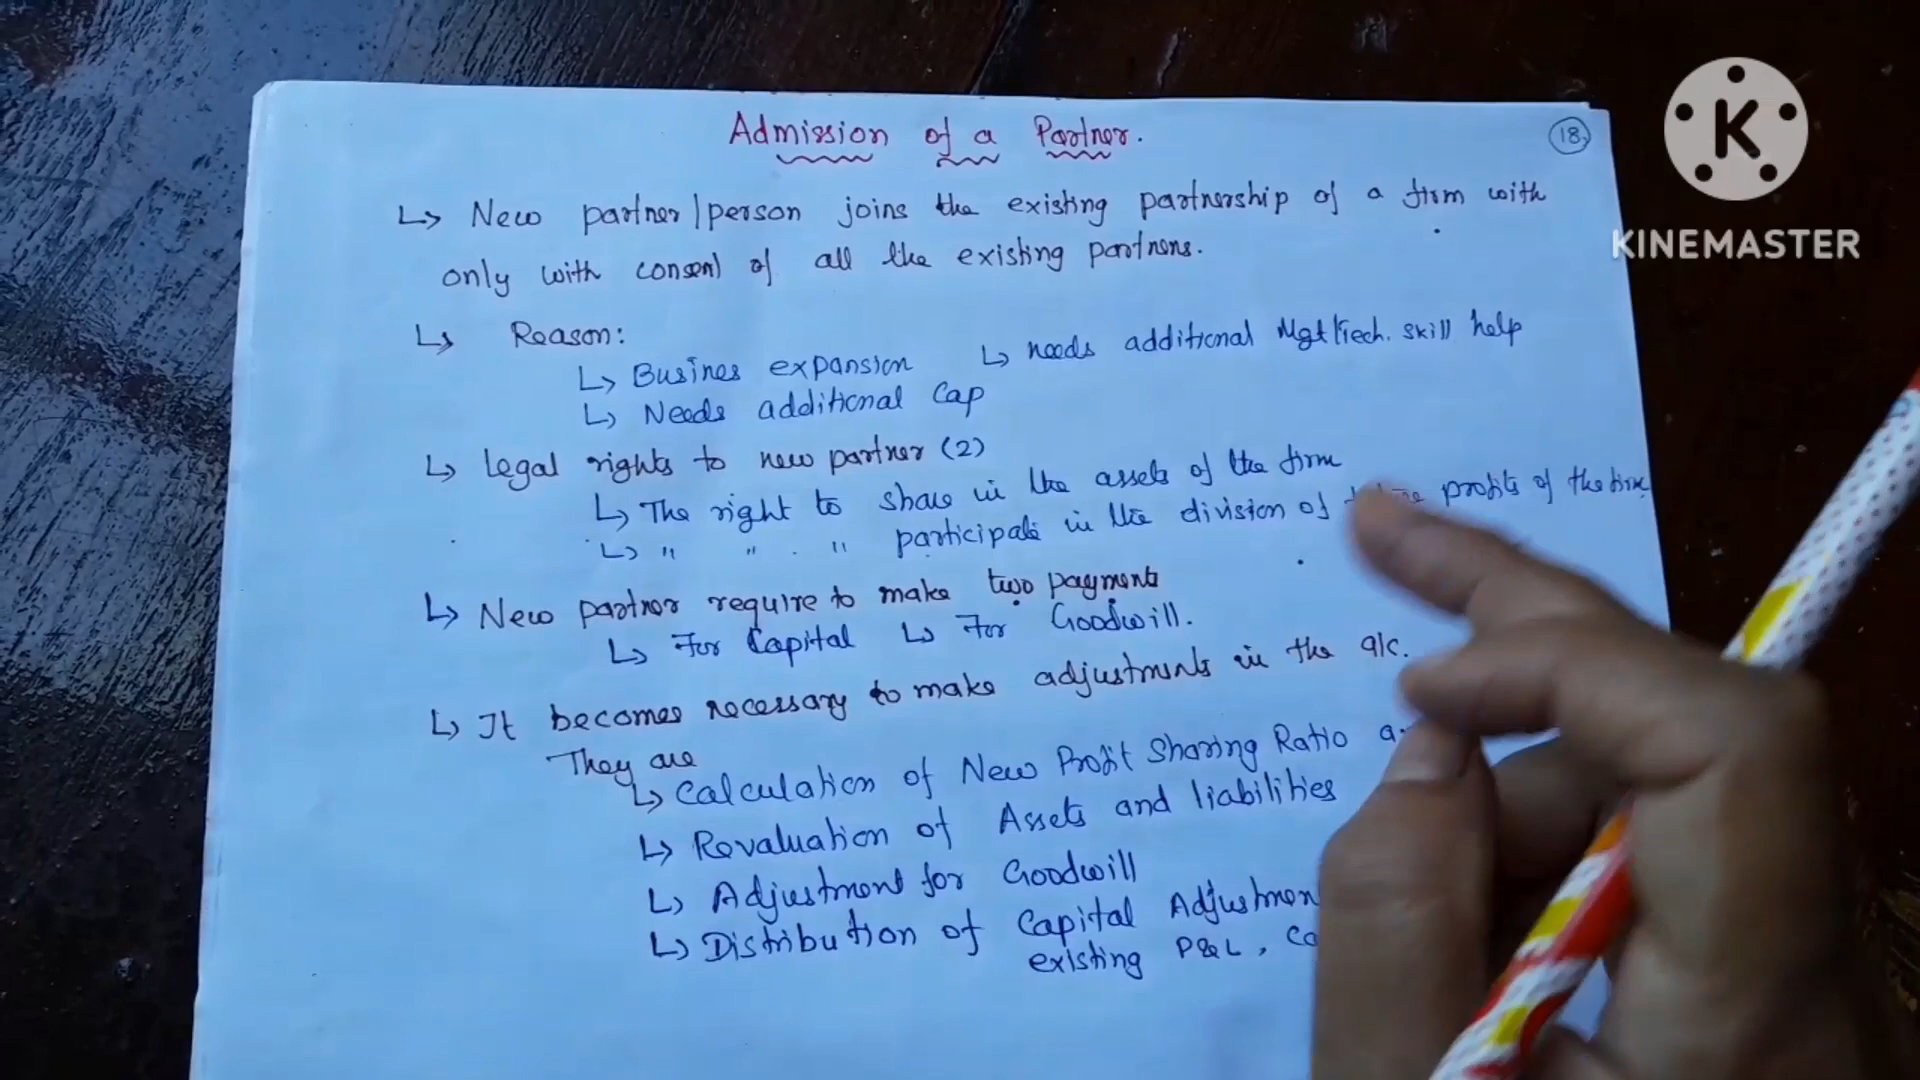 Admission of a Partner.
18
K
KINEMASTER
↳ New partner/person joins the existing partnership of a firm with
only with consent of all the existing partners.
↳ Reason:
↳ Busines expansion ↳ needs additional Mgt/Tech. skill help
↳ Needs additional Cap
↳ Legal rights to new partner (2)
↳ The right to share in the assets of the firm
↳ " " " participate in the division of profits of the firm
↳ New partner require to make two payments
↳ For Capital ↳ For Goodwill.
↳ It becomes necessary to make adjustments in the a/c.
They are
↳ Calculation of New Profit Sharing Ratio
↳ Revaluation of Assets and liabilities
↳ Adjustment for Goodwill
↳ Distribution of Capital Adjustmen
existing P&L,